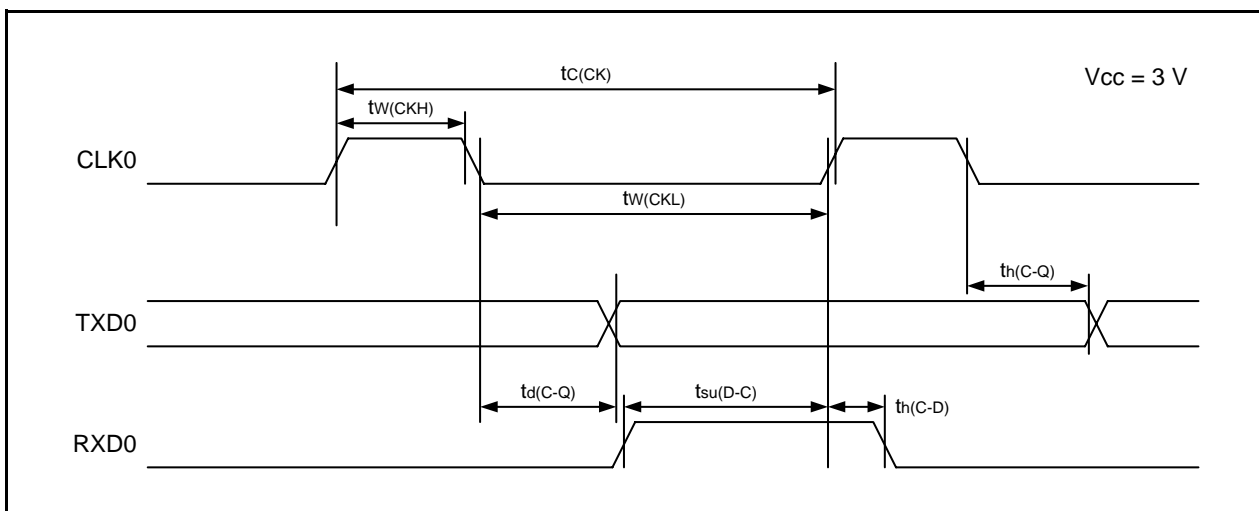 tC(CK)
Vcc = 3 V
tW(CKH)
CLK0
tW(CKL)
th(C-Q)
TXD0
td(C-Q)
tsu(D-C)
th(C-D)
RXD0